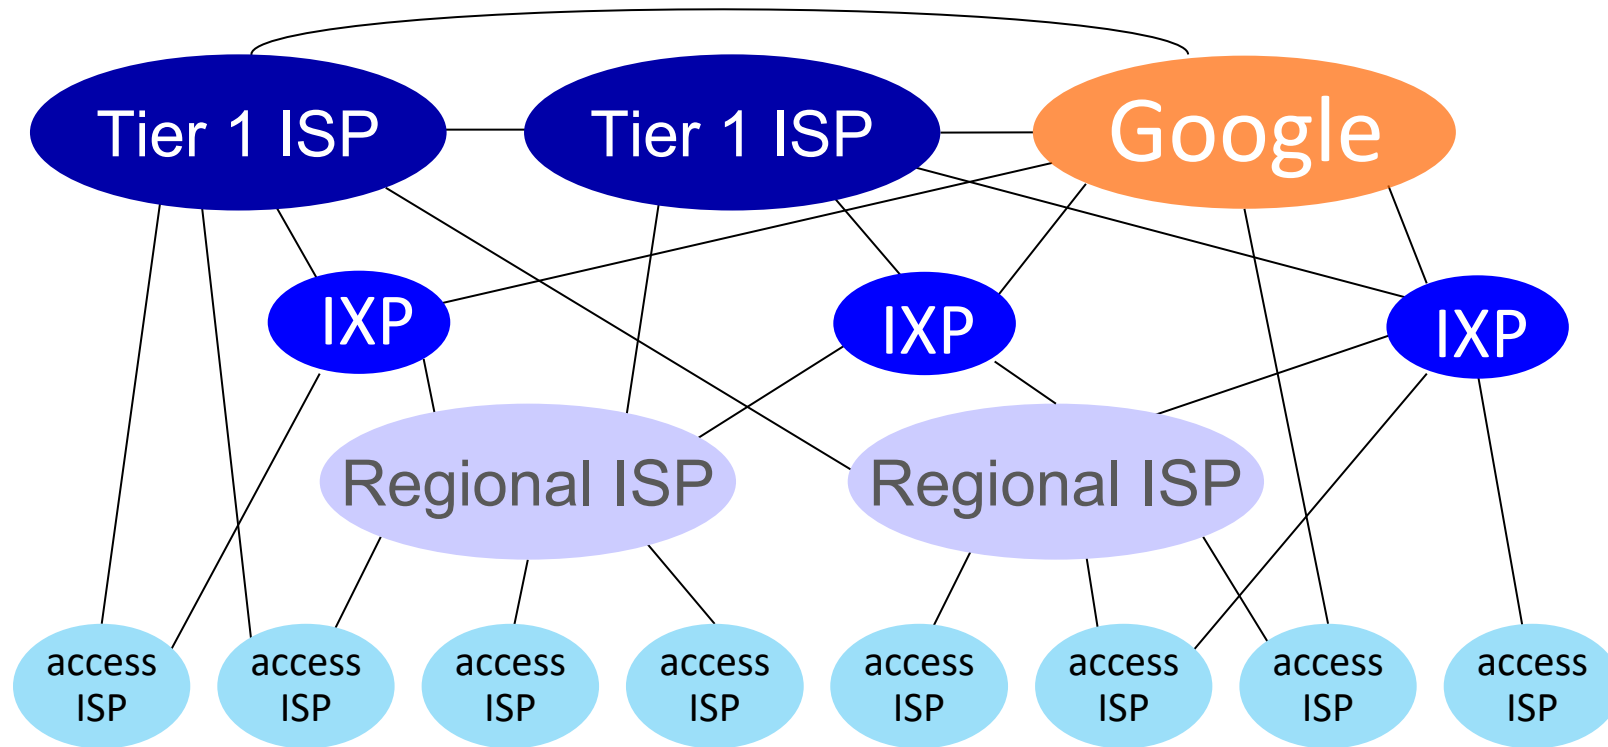 Tier 1 ISP
Tier 1 ISP
Google
IXP
IXP
IXP
Regional ISP
Regional ISP
access
ISP
access
ISP
access
ISP
access
ISP
access
ISP
access
ISP
access
ISP
access
ISP